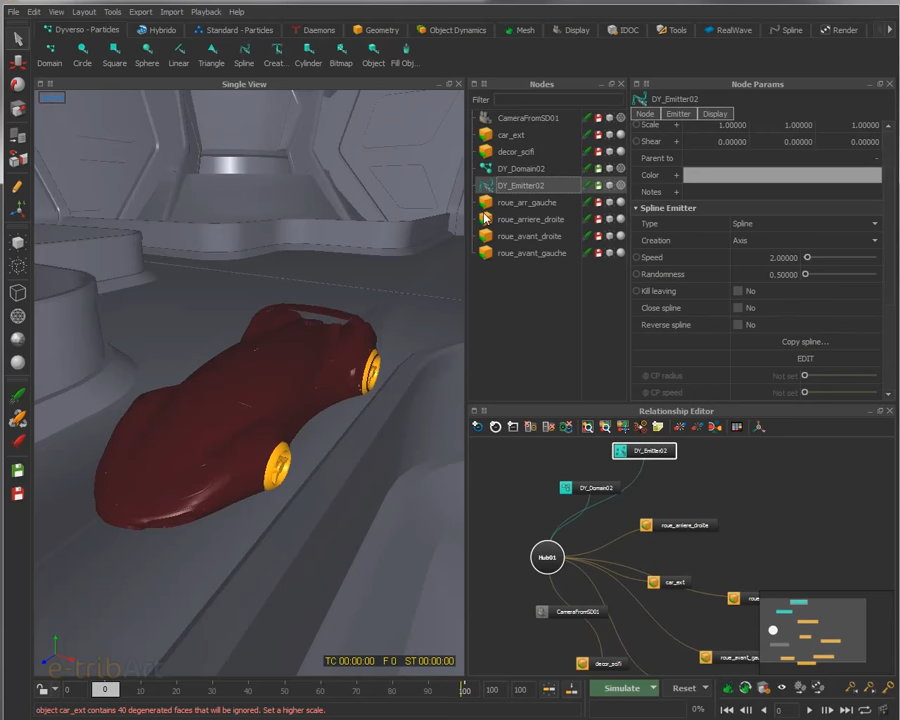 File Edit View Layout Tools Export Import Playback Help
Dyverso - Particles Hybrido Standard - Particles Daemons Geometry Object Dynamics Mesh Display IDOC Tools RealWave Spline Render
Domain Circle Square Sphere Linear Triangle Spline Creat... Cylinder Bitmap Object Fill Obj...
Single View
TC 00:00:00 F 0 ST 00:00:00
e-tribArt
Nodes
Filter
CameraFromSD01
car_ext
decor_scifi
DY_Domain02
DY_Emitter02
roue_arr_gauche
roue_arriere_droite
roue_avant_droite
roue_avant_gauche
Node Params
DY_Emitter02
Node Emitter Display
Scale + 1.00000 1.00000 1.00000
Shear + 0.00000 0.00000 0.00000
Parent to -
Color +
Notes +
Spline Emitter
Type Spline
Creation Axis
Speed 2.00000
Randomness 0.50000
Kill leaving No
Close spline No
Reverse spline No
Copy spline...
EDIT
@ CP radius Not set
@ CP speed Not set
Relationship Editor
DY_Emitter02
DY_Domain02
roue_arriere_droite
Hub01
car_ext
roue
CameraFromSD01
roue_avant_gau
decor_scifi
0 0 10 20 30 40 50 60 70 80 90 100 100 100
Simulate Reset 0% 0
object car_ext contains 40 degenerated faces that will be ignored. Set a higher scale.